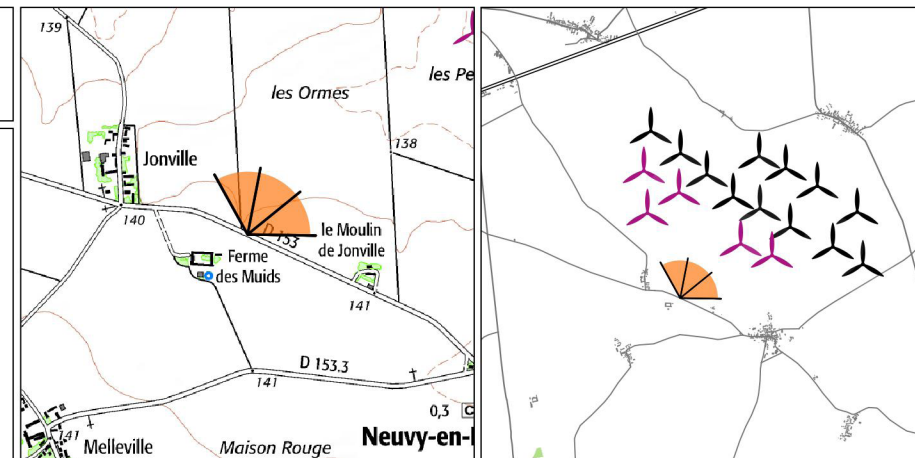 139
les Ormes
les Pe
138
Jonville
140
D 153
le Moulin
de Jonville
Ferme
des Muids
141
D 153.3
141
0,3 C
141
Melleville
Maison Rouge
Neuvy-en-